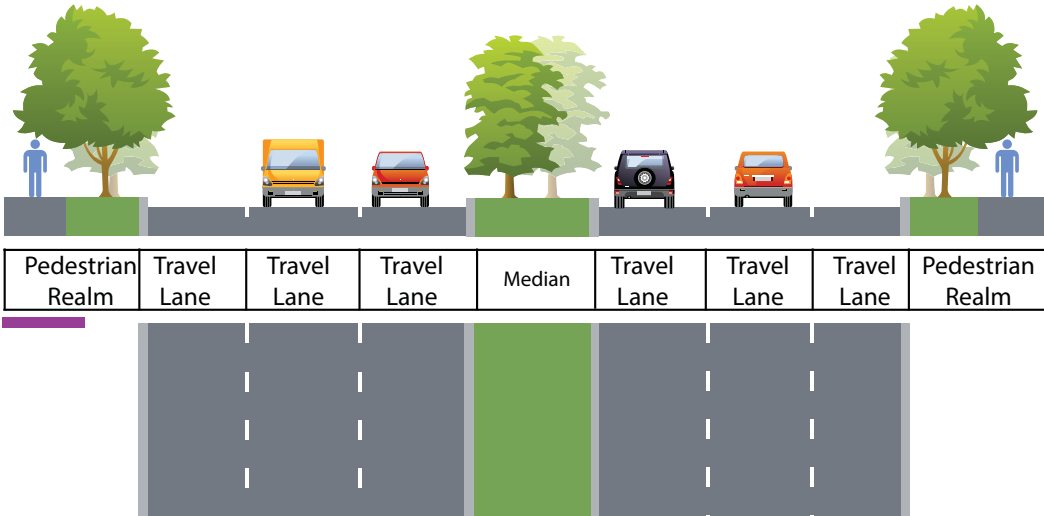 Pedestrian
Realm
Travel
Lane
Travel
Lane
Travel
Lane
Median
Travel
Lane
Travel
Lane
Travel
Lane
Pedestrian
Realm